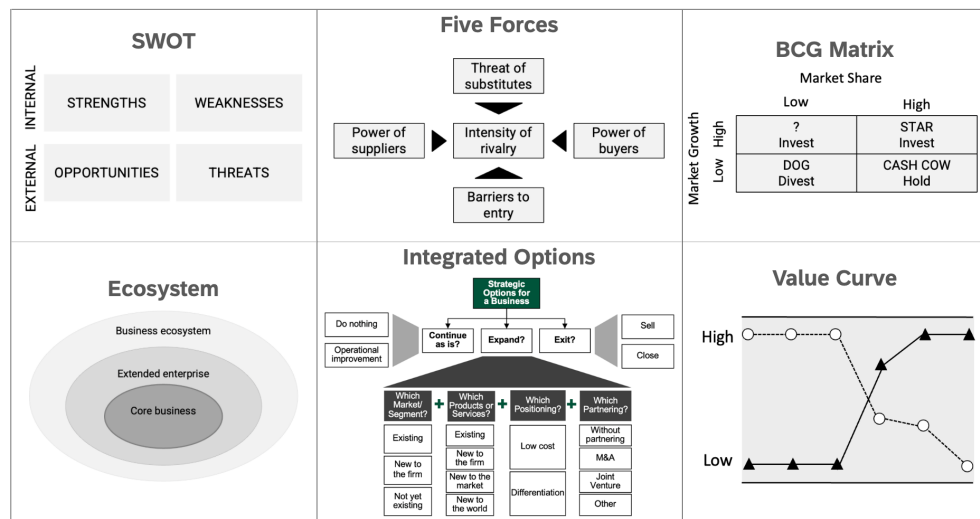 SWOT
INTERNAL
STRENGTHS
WEAKNESSES
EXTERNAL
OPPORTUNITIES
THREATS
Five Forces
Threat of
substitutes
Power of
suppliers
Intensity of
rivalry
Power of
buyers
Barriers to
entry
BCG Matrix
Market Share
Low
High
Market Growth
High
?
Invest
STAR
Invest
Low
DOG
Divest
CASH COW
Hold
Ecosystem
Business ecosystem
Extended enterprise
Core business
Integrated Options
Strategic
Options for
a Business
Do nothing
Operational
improvement
Continue
as is?
Expand?
Exit?
Sell
Close
Which
Market/
Segment?
+
Which
Products or
Services?
+
Which
Positioning?
+
Which
Partnering?
Existing
New to
the firm
Not yet
existing
Existing
New to
the firm
New to the
market
New to
the world
Low cost
Differentiation
Without
partnering
M&A
Joint
Venture
Other
Value Curve
High
Low